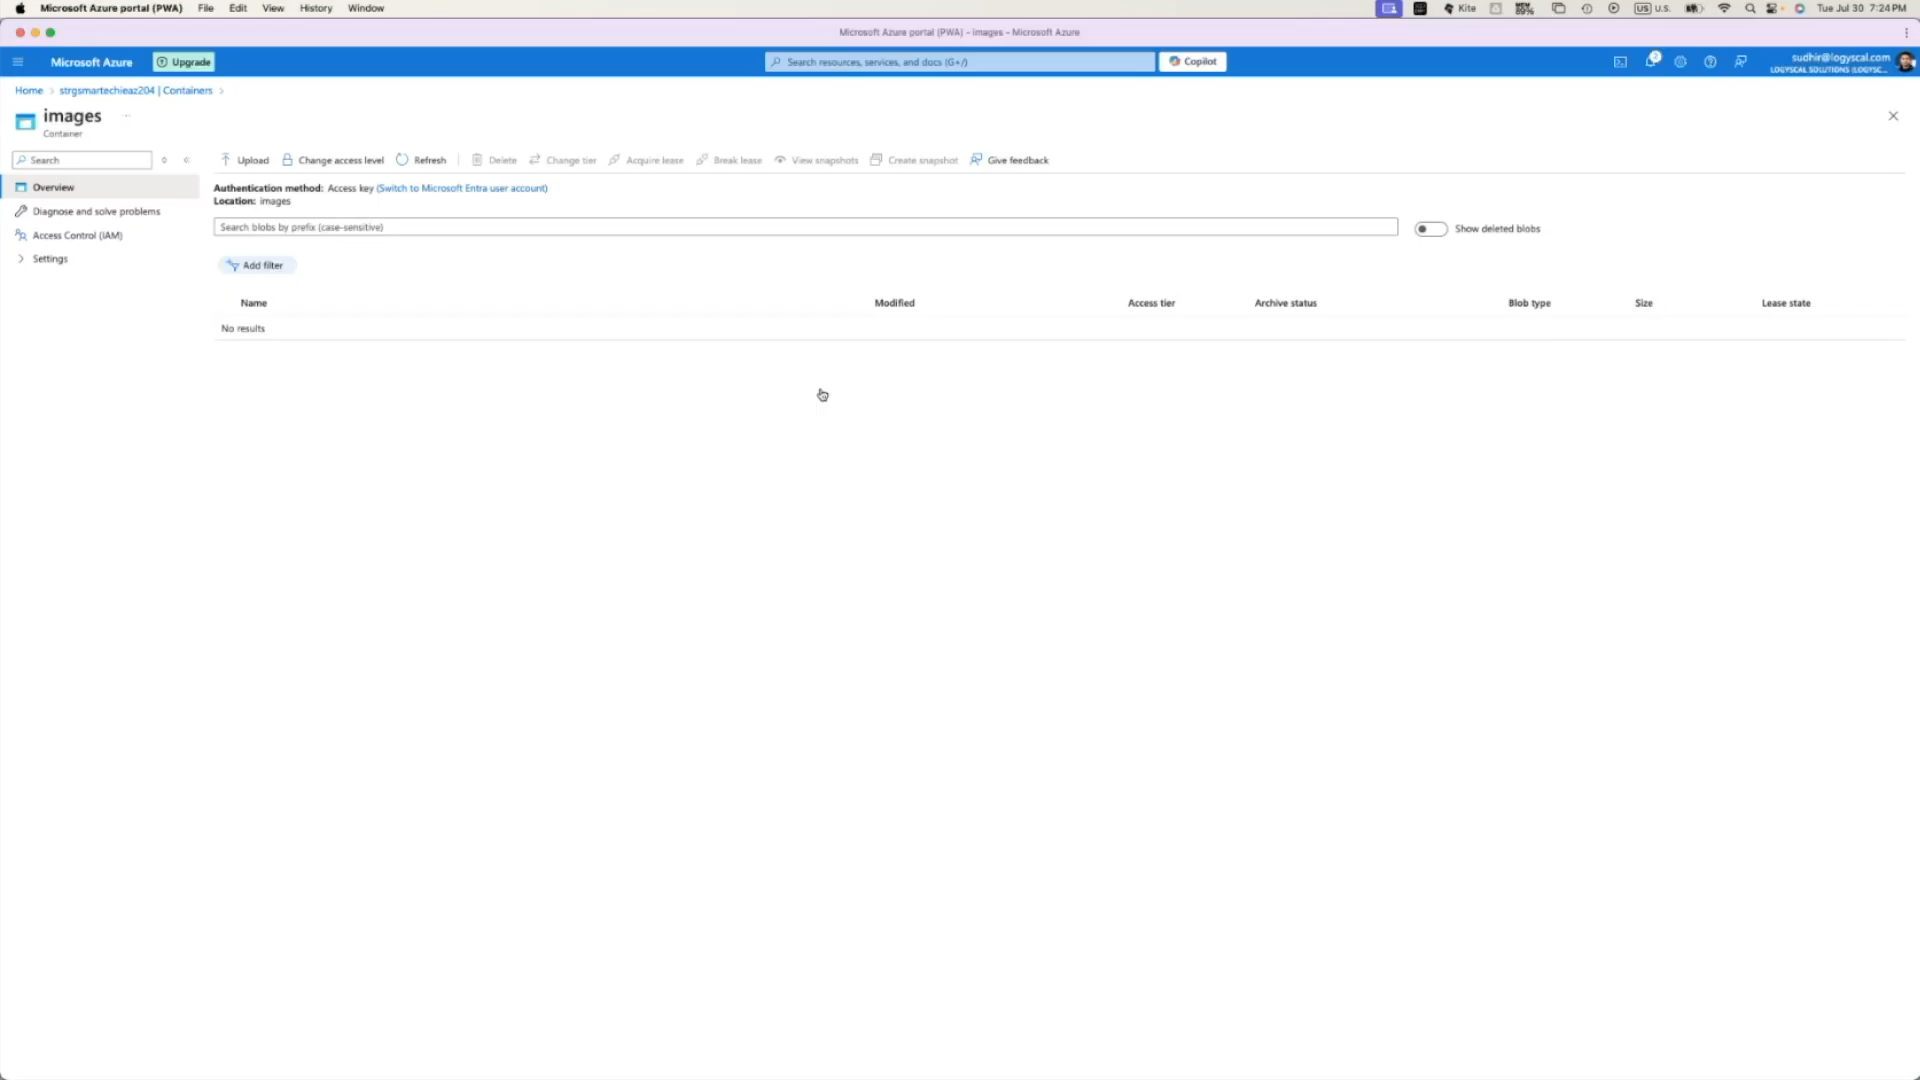 Microsoft Azure portal (PWA) File Edit View History Window
Kite U.S. Tue Jul 30 7:24 PM
Microsoft Azure portal (PWA) - images - Microsoft Azure
Microsoft Azure Upgrade Search resources, services, and docs (G+/) Copilot
sudhir@logyscal.com
LOGYSCAL SOLUTIONS (LOGYSC...
Home > strgsmartechieaz204 | Containers >
images ...
Container
Search Upload Change access level Refresh Delete Change tier Acquire lease Break lease View snapshots Create snapshot Give feedback
Overview
Diagnose and solve problems
Access Control (IAM)
Settings
Authentication method: Access key (Switch to Microsoft Entra user account)
Location: images
Search blobs by prefix (case-sensitive) Show deleted blobs
Add filter
Name Modified Access tier Archive status Blob type Size Lease state
No results